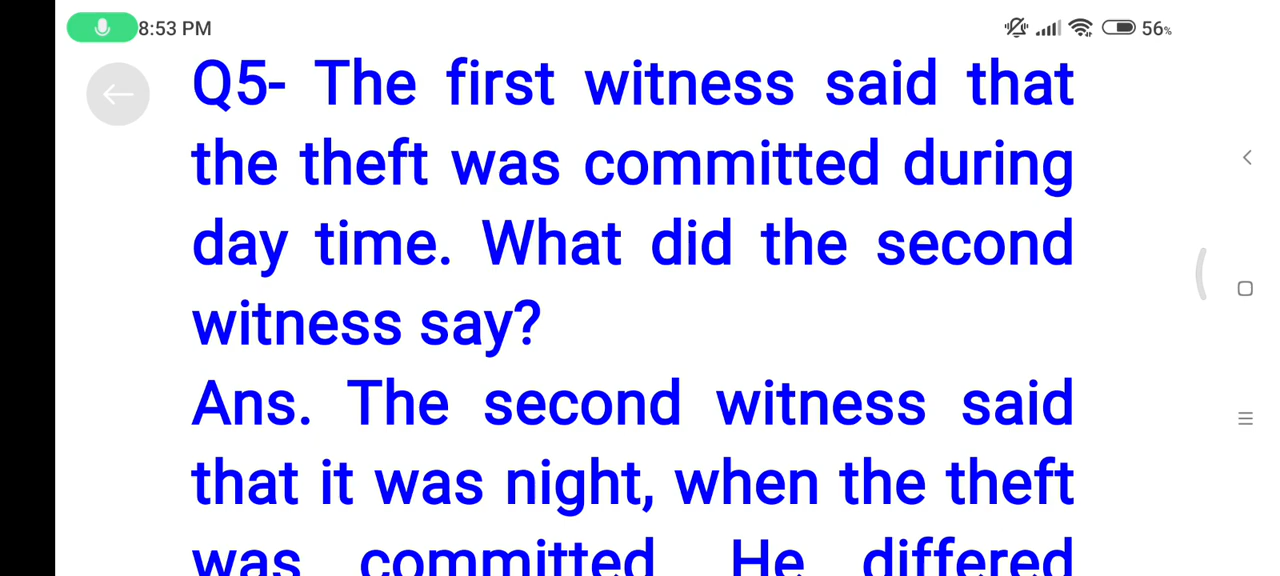 8:53 PM
56%
Q5- The first witness said that
the theft was committed during
day time. What did the second
witness say?
Ans. The second witness said
that it was night, when the theft
was committed He differed